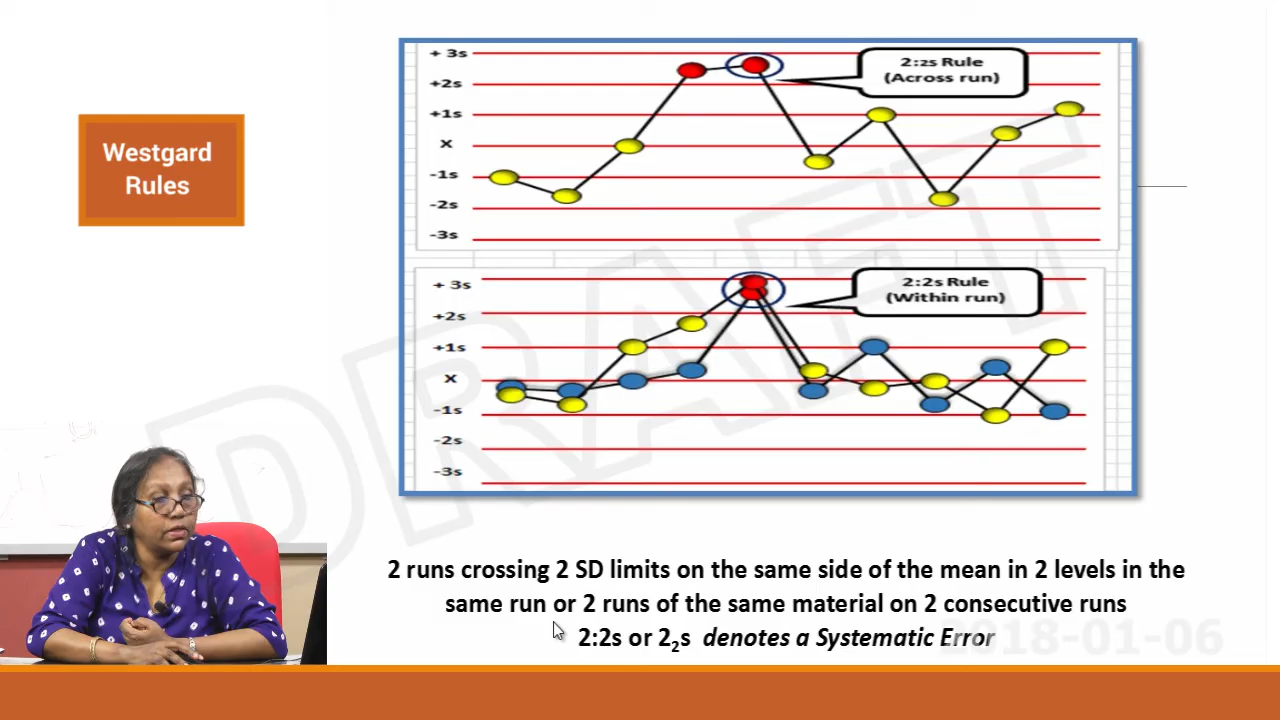 Westgard
Rules
+ 3s
+2s
+1s
X
-1s
-2s
-3s
2:2s Rule
(Across run)
+ 3s
+2s
+1s
X
-1s
-2s
-3s
2:2s Rule
(Within run)
DRAFT
2 runs crossing 2 SD limits on the same side of the mean in 2 levels in the
same run or 2 runs of the same material on 2 consecutive runs
2:2s or 2₂s denotes a Systematic Error
2018-01-06